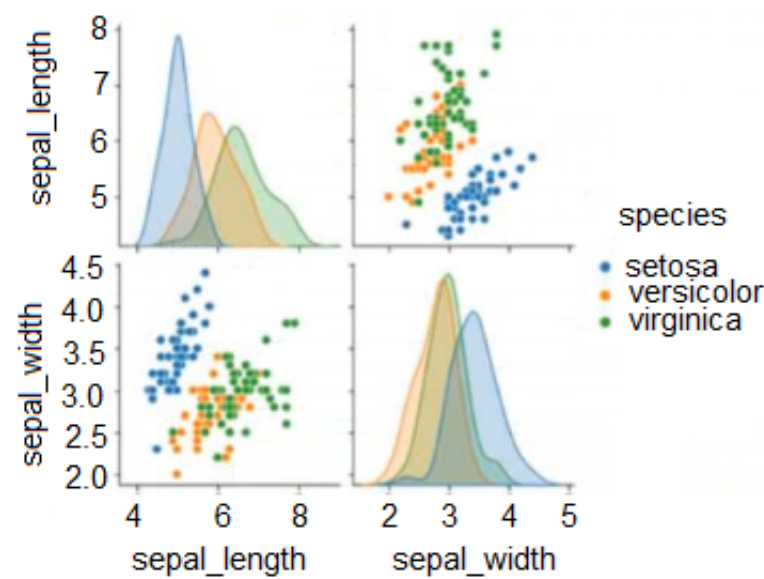 sepal_length
8
7
6
5
species
setosa
versicolor
virginica
sepal_width
4.5
4.0
3.5
3.0
2.5
2.0
4 6 8
2 3 4 5
sepal_length
sepal_width